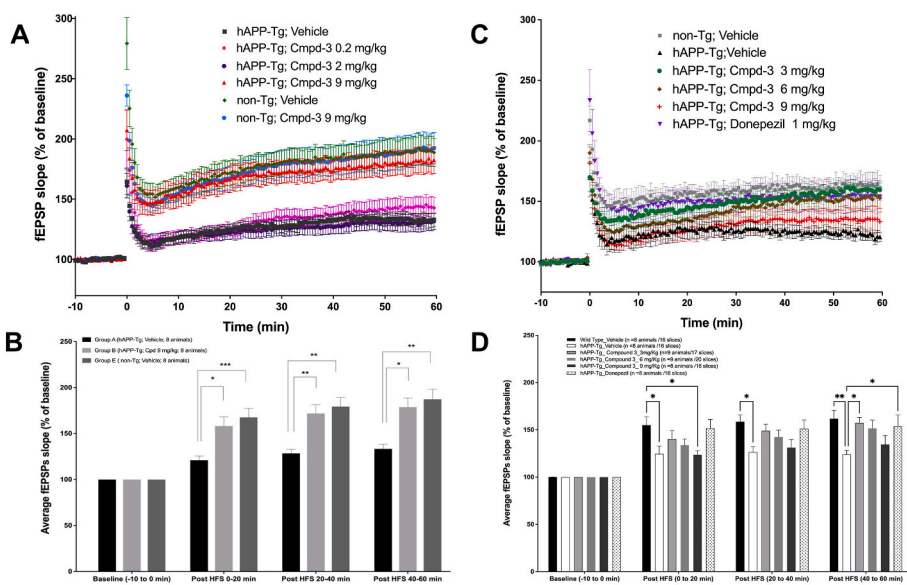 A
300
250
200
150
100
fEPSP slope (% of baseline)
-10 0 10 20 30 40 50 60
Time (min)
hAPP-Tg; Vehicle
hAPP-Tg; Cmpd-3 0.2 mg/kg
hAPP-Tg; Cmpd-3 2 mg/kg
hAPP-Tg; Cmpd-3 9 mg/kg
non-Tg; Vehicle
non-Tg; Cmpd-3 9 mg/kg
C
300
250
200
150
100
fEPSP slope (% of baseline)
-10 0 10 20 30 40 50 60
Time (min)
non-Tg; Vehicle
hAPP-Tg;Vehicle
hAPP-Tg; Cmpd-3 3 mg/kg
hAPP-Tg; Cmpd-3 6 mg/kg
hAPP-Tg; Cmpd-3 9 mg/kg
hAPP-Tg; Donepezil 1 mg/kg
B
Group A (hAPP-Tg; Vehicle; 8 animals)
Group B (hAPP-Tg; Cpd 9 mg/kg; 8 animals)
Group E ( non-Tg; Vehicle; 8 animals)
250
200
150
100
50
0
Average fEPSPs slope (% of baseline)
***
*
**
**
**
*
Baseline (-10 to 0 min) Post HFS 0-20 min Post HFS 20-40 min Post HFS 40-60 min
D
Wild Type_Vehicle (n =8 animals /16 slices)
hAPP-Tg_Vehicle (n =8 animals /16 slices)
hAPP-Tg_Compound 3_3mg/Kg (n=9 animals/17 slices)
hAPP-Tg_Compound 3_ 6 mg/Kg (n =9 animals /20 slices)
hAPP-Tg_Compound 3_ 9 mg/Kg (n =8 animals /16 slices)
hAPP-Tg_Donepezil (n =8 animals /16 slices)
250
200
150
100
50
0
Average fEPSPs slope (% of baseline)
*
*
*
*
** *
Baseline (-10 to 0 min) Post HFS (0 to 20 min) Post HFS (20 to 40 min) Post HFS (40 to 60 min)